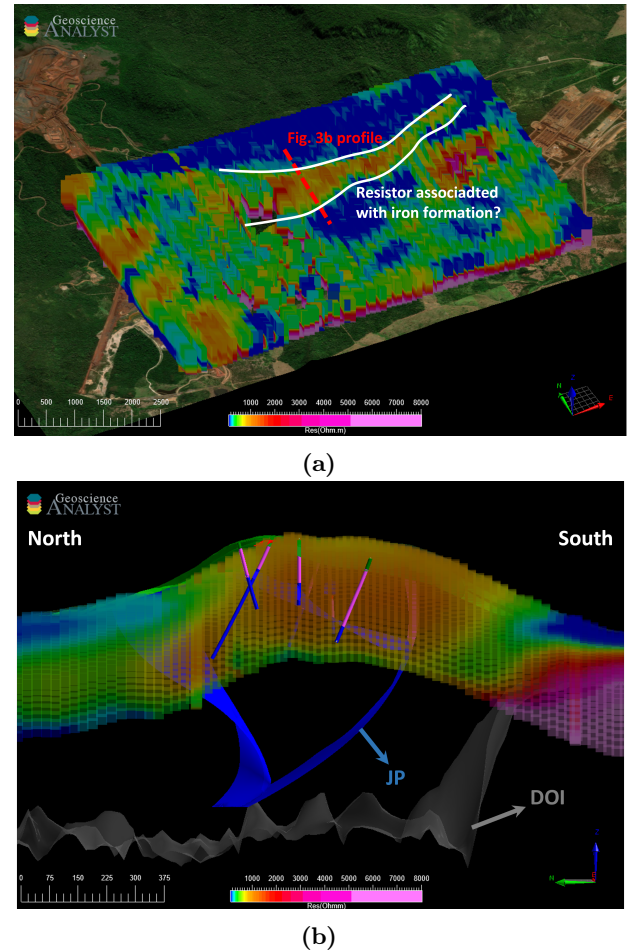 Geoscience
ANALYST
Fig. 3b profile
Resistor associadted
with iron formation?
0 500 1000 1500 2000 2500
1000 2000 3000 4000 5000 6000 7000 8000
Res(Ohm.m)
N Z E
(a)
Geoscience
ANALYST
North South
JP
DOI
0 75 150 225 300 375
1000 2000 3000 4000 5000 6000 7000 8000
Res(Ohmm)
Z
N E
(b)